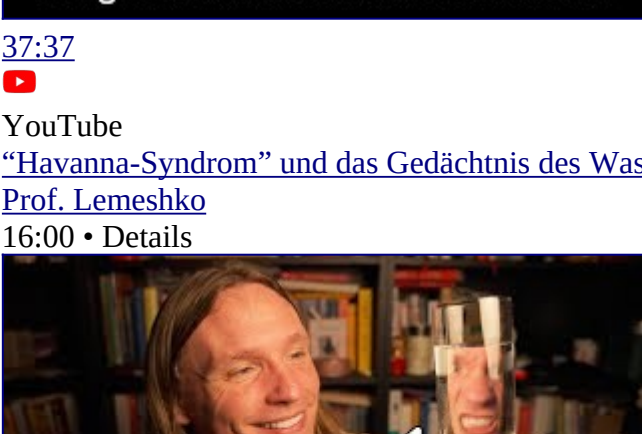 37:37
YouTube
“Havanna-Syndrom” und das Gedächtnis des Was
Prof. Lemeshko
16:00 • Details